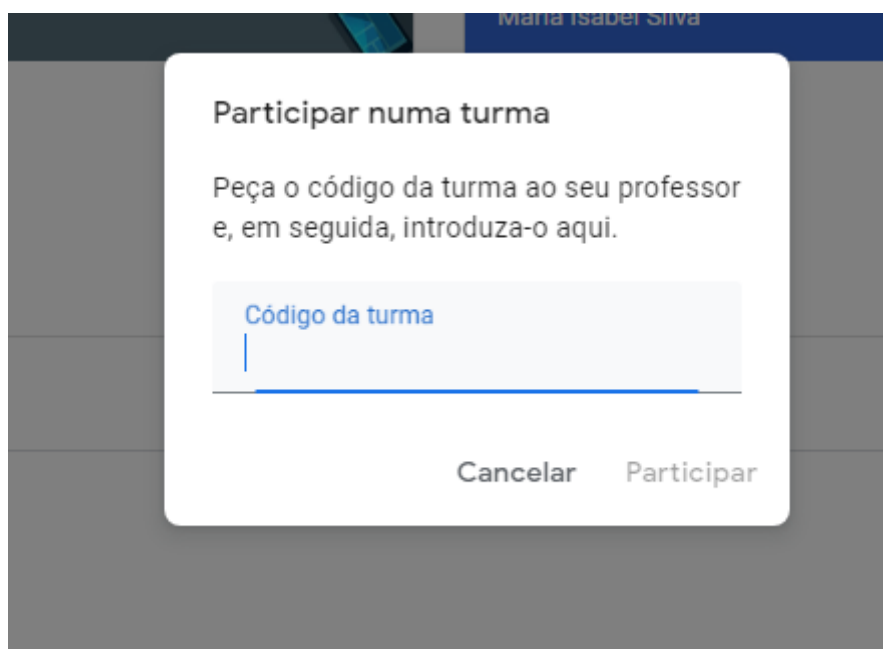 Maria Isabel Silva
Participar numa turma
Peça o código da turma ao seu professor
e, em seguida, introduza-o aqui.
Código da turma
Cancelar Participar